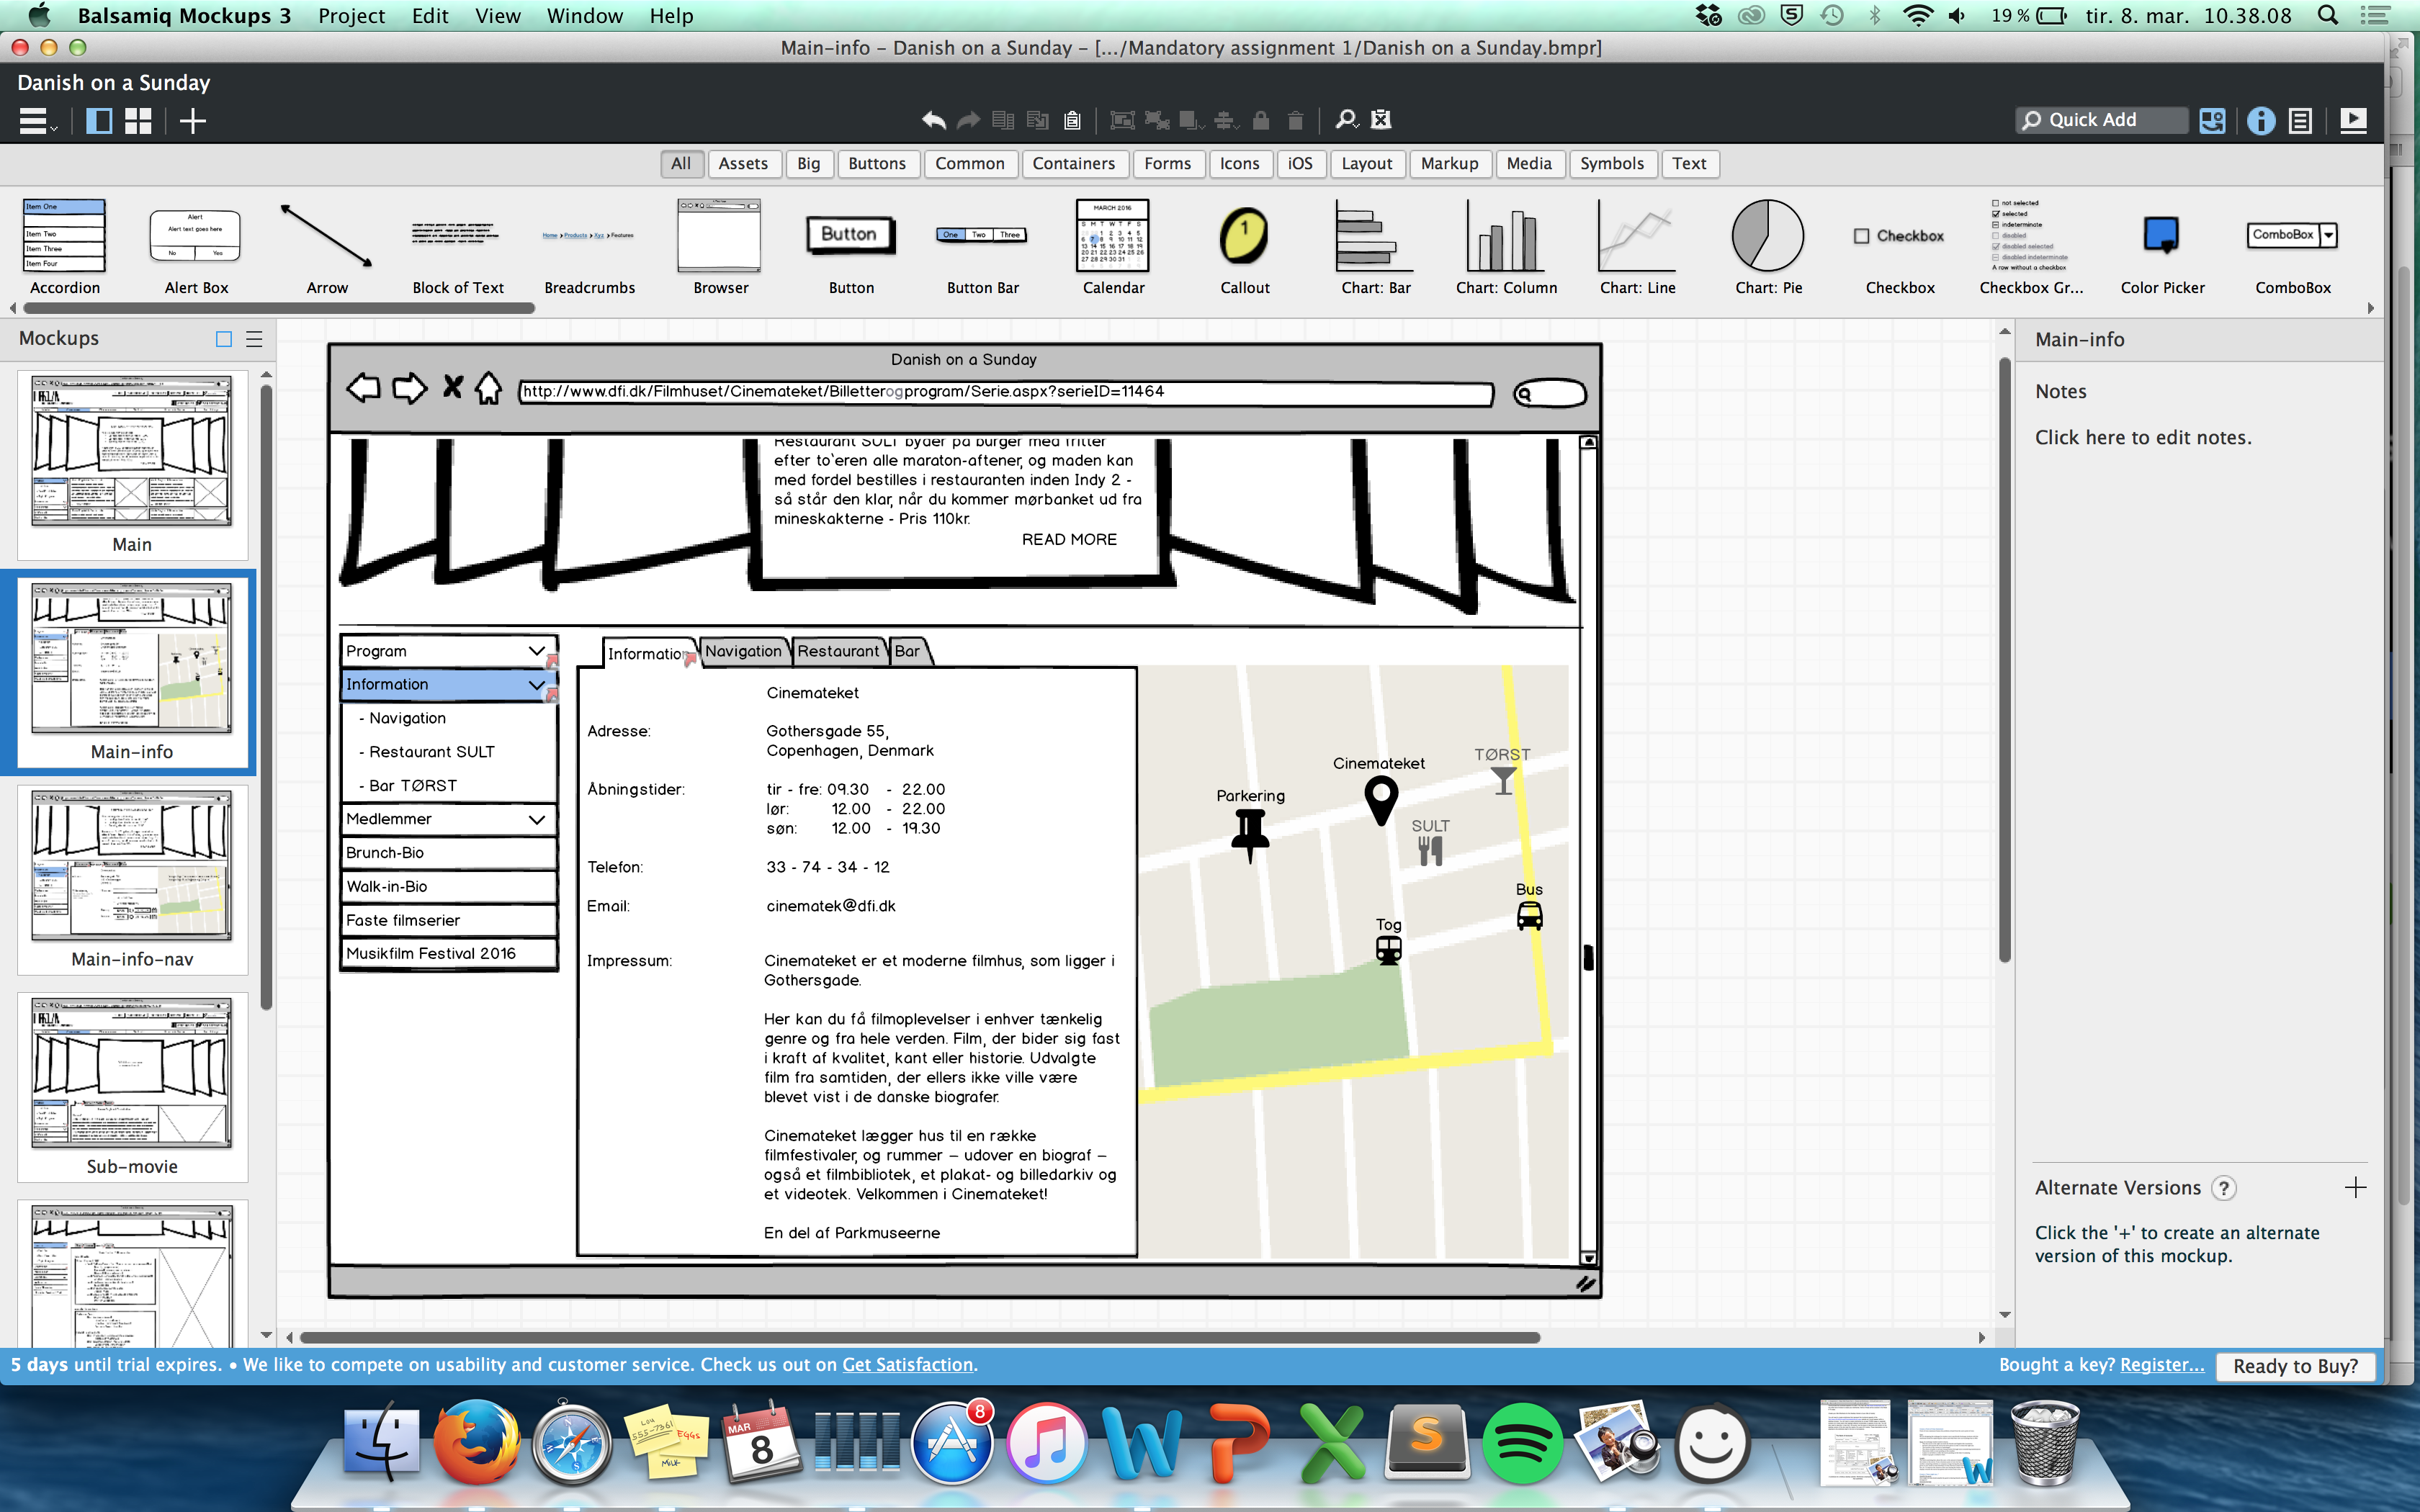 Balsamiq Mockups 3 Project Edit View Window Help
19 % tir. 8. mar. 10.38.08
Main-info – Danish on a Sunday – [.../Mandatory assignment 1/Danish on a Sunday.bmpr]
Danish on a Sunday
Quick Add
All Assets Big Buttons Common Containers Forms Icons iOS Layout Markup Media Symbols Text
Item One
Item Two
Item Three
Item Four
Accordion
Alert
Alert text goes here
No Yes
Alert Box
Arrow
Block of Text
Home > Products > Xyz > Features
Breadcrumbs
Browser
Button
Button
One Two Three
Button Bar
MARCH 2016
Calendar
1
Callout
Chart: Bar
Chart: Column
Chart: Line
Chart: Pie
Checkbox
Checkbox
not selected
selected
indeterminate
disabled
disabled selected
disabled indeterminate
A row without a checkbox
Checkbox Gr...
Color Picker
ComboBox
ComboBox
Mockups
Main
Main-info
Main-info-nav
Sub-movie
Danish on a Sunday
http://www.dfi.dk/Filmhuset/Cinemateket/Billetterogprogram/Serie.aspx?serieID=11464
Restaurant SULT byder på burger med fritter
efter to`eren alle maraton-aftener, og maden kan
med fordel bestilles i restauranten inden Indy 2 -
så står den klar, når du kommer mørbanket ud fra
mineskakterne - Pris 110kr.
READ MORE
Program
Information
- Navigation
- Restaurant SULT
- Bar TØRST
Medlemmer
Brunch-Bio
Walk-in-Bio
Faste filmserier
Musikfilm Festival 2016
Information Navigation Restaurant Bar
Cinemateket
Adresse: Gothersgade 55,
Copenhagen, Denmark
Åbningstider: tir - fre: 09.30 - 22.00
lør: 12.00 - 22.00
søn: 12.00 - 19.30
Telefon: 33 - 74 - 34 - 12
Email: cinematek@dfi.dk
Impressum: Cinemateket er et moderne filmhus, som ligger i
Gothersgade.
Her kan du få filmoplevelser i enhver tænkelig
genre og fra hele verden. Film, der bider sig fast
i kraft af kvalitet, kant eller historie. Udvalgte
film fra samtiden, der ellers ikke ville være
blevet vist i de danske biografer.
Cinemateket lægger hus til en række
filmfestivaler, og rummer – udover en biograf –
også et filmbibliotek, et plakat- og billedarkiv og
et videotek. Velkommen i Cinemateket!
En del af Parkmuseerne
TØRST
Cinemateket
Parkering
SULT
Bus
Tog
Main-info
Notes
Click here to edit notes.
Alternate Versions ?
Click the '+' to create an alternate
version of this mockup.
5 days until trial expires. • We like to compete on usability and customer service. Check us out on Get Satisfaction.
Bought a key? Register... Ready to Buy?
MAR
8
8